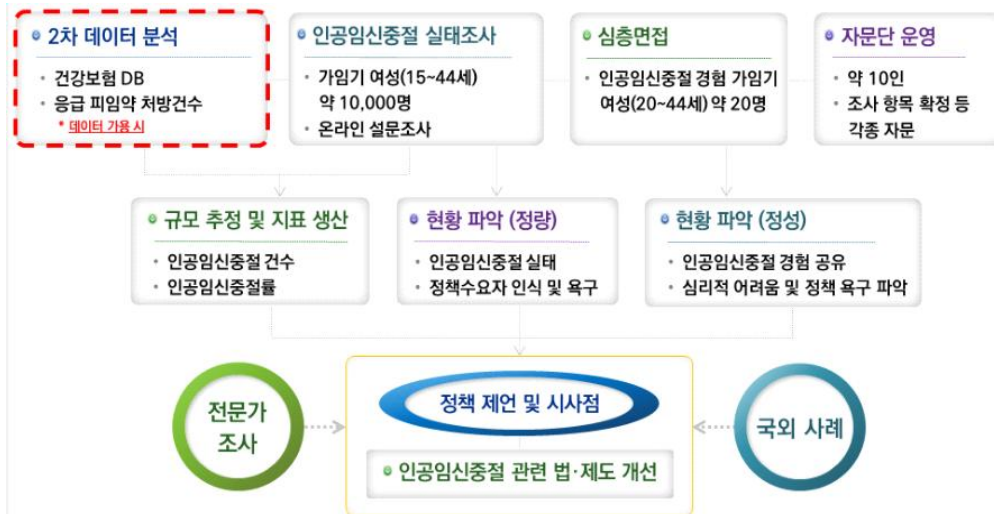 2차 데이터 분석
• 건강보험 DB
• 응급 피임약 처방건수
* 데이터 가용 시
인공임신중절 실태조사
• 가임기 여성(15~44세)
약 10,000명
• 온라인 설문조사
심층면접
• 인공임신중절 경험 가임기
여성(20~44세) 약 20명
자문단 운영
• 약 10인
• 조사 항목 확정 등
각종 자문
규모 추정 및 지표 생산
• 인공임신중절 건수
• 인공임신중절률
현황 파악 (정량)
• 인공임신중절 실태
• 정책수요자 인식 및 욕구
현황 파악 (정성)
• 인공임신중절 경험 공유
• 심리적 어려움 및 정책 욕구 파악
전문가
조사
정책 제언 및 시사점
인공임신중절 관련 법·제도 개선
국외 사례